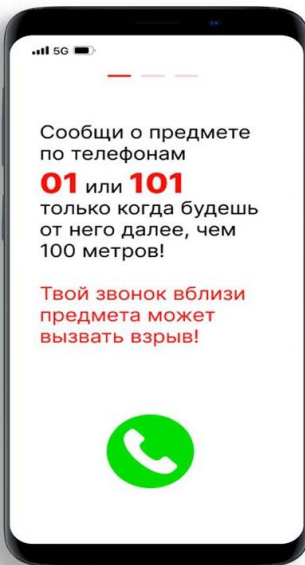 5G
Сообщи о предмете
по телефонам
01 или 101
только когда будешь
от него далее, чем
100 метров!
Твой звонок вблизи
предмета может
вызвать взрыв!